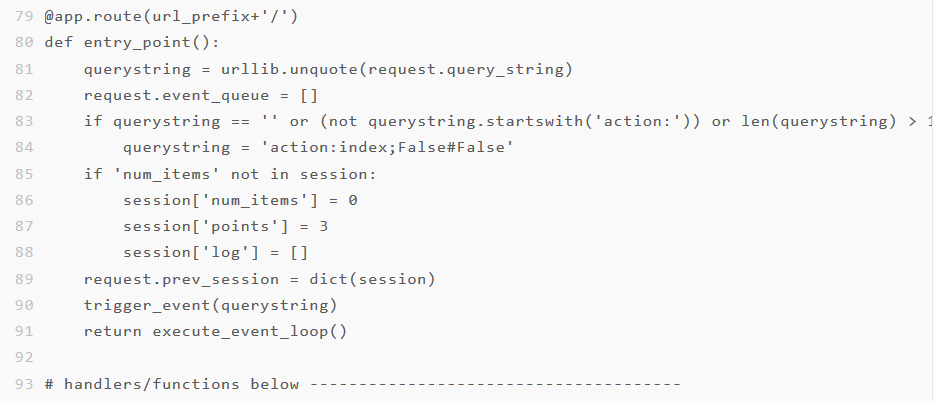 79 @app.route(url_prefix+'/')
80 def entry_point():
81     querystring = urllib.unquote(request.query_string)
82     request.event_queue = []
83     if querystring == '' or (not querystring.startswith('action:')) or len(querystring) >
84         querystring = 'action:index;False#False'
85     if 'num_items' not in session:
86         session['num_items'] = 0
87         session['points'] = 3
88         session['log'] = []
89     request.prev_session = dict(session)
90     trigger_event(querystring)
91     return execute_event_loop()
92
93 # handlers/functions below --------------------------------------